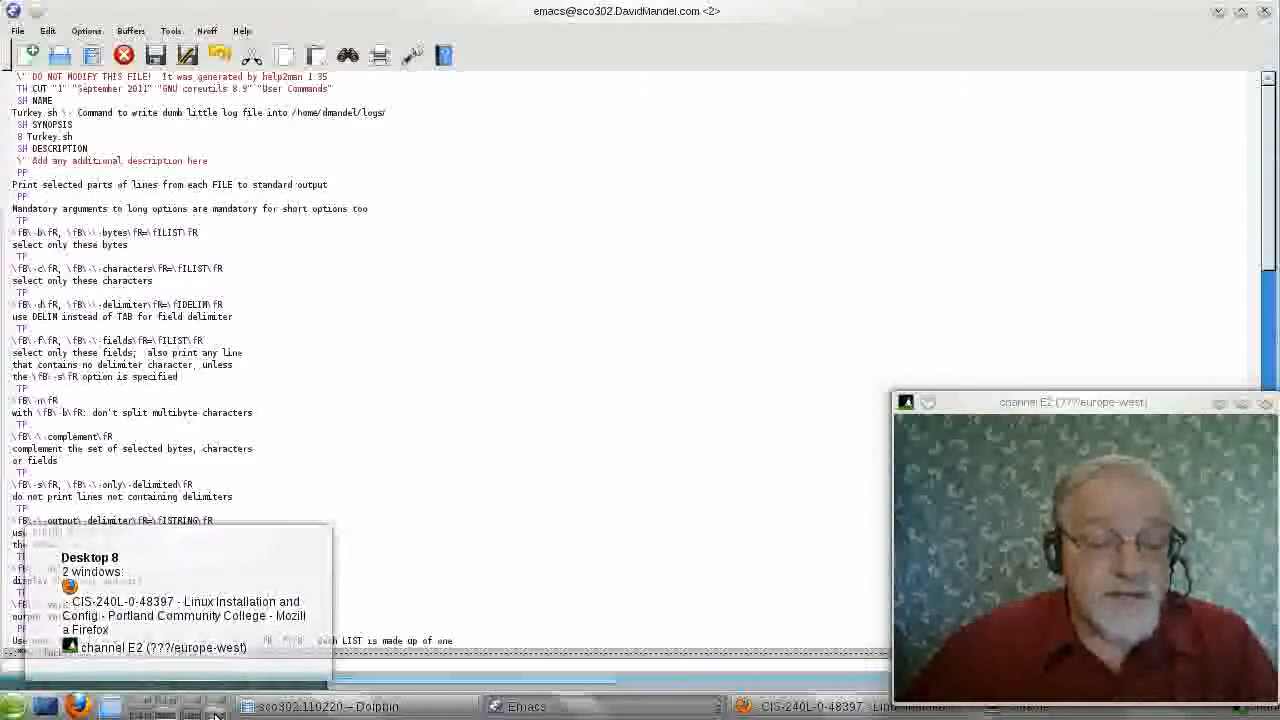 emacs@sco302.DavidMandel.com <2>
File Edit Options Buffers Tools Nroff Help
\" DO NOT MODIFY THIS FILE! It was generated by help2man 1 35
TH CUT "1" "September 2011" "GNU coreutils 8.9" "User Commands"
SH NAME
Turkey.sh \- Command to write dumb little log file into /home/dmandel/logs/
SH SYNOPSIS
B Turkey.sh
SH DESCRIPTION
\" Add any additional description here
PP
Print selected parts of lines from each FILE to standard output
PP
Mandatory arguments to long options are mandatory for short options too
TP
\fB\-b\fR, \fB\-\-bytes\fR=\fILIST\fR
select only these bytes
TP
\fB\-c\fR, \fB\-\-characters\fR=\fILIST\fR
select only these characters
TP
\fB\-d\fR, \fB\-\-delimiter\fR=\fIDELIM\fR
use DELIM instead of TAB for field delimiter
TP
\fB\-f\fR, \fB\-\-fields\fR=\fILIST\fR
select only these fields; also print any line
that contains no delimiter character, unless
the \fB\-s\fR option is specified
TP
\fB\-n\fR
with \fB\-b\fR: don't split multibyte characters
TP
\fB\-\-complement\fR
complement the set of selected bytes, characters
or fields
TP
\fB\-s\fR, \fB\-\-only\-delimited\fR
do not print lines not containing delimiters
TP
\fB\-\-output\-delimiter\fR=\fISTRING\fR
Desktop 8
2 windows:
CIS-240L-0-48397 - Linux Installation and
Config - Portland Community College - Mozill
a Firefox
channel E2 (???/europe-west)
each LIST is made up of one
channel E2 (???/europe-west)
sco302.110220 – Dolphin
Emacs
CIS-240L-0-48397 - Linux